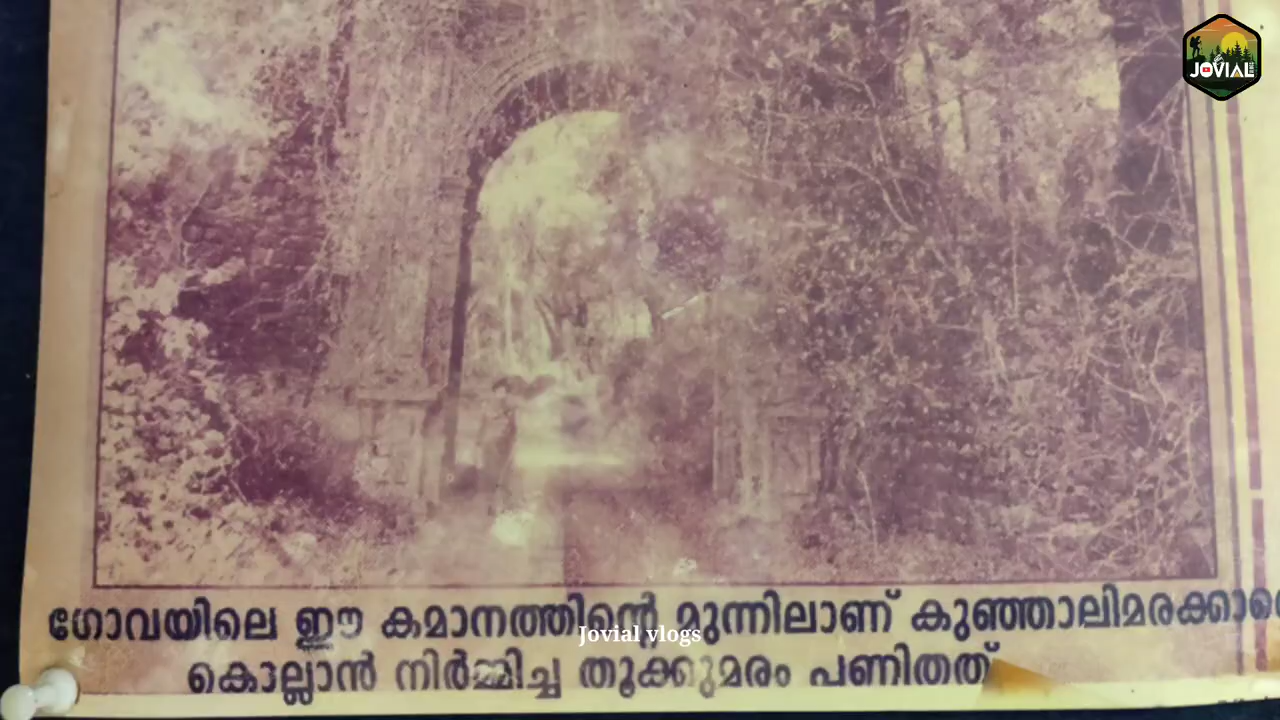 JOVIAL
ഗോവയിലെ ഈ കമാനത്തിന്റെ മുന്നിലാണ് കുഞ്ഞാലിമരക്കാരെ
Jovial vlogs
കൊല്ലാൻ നിർമ്മിച്ച തൂക്കുമരം പണിതത്